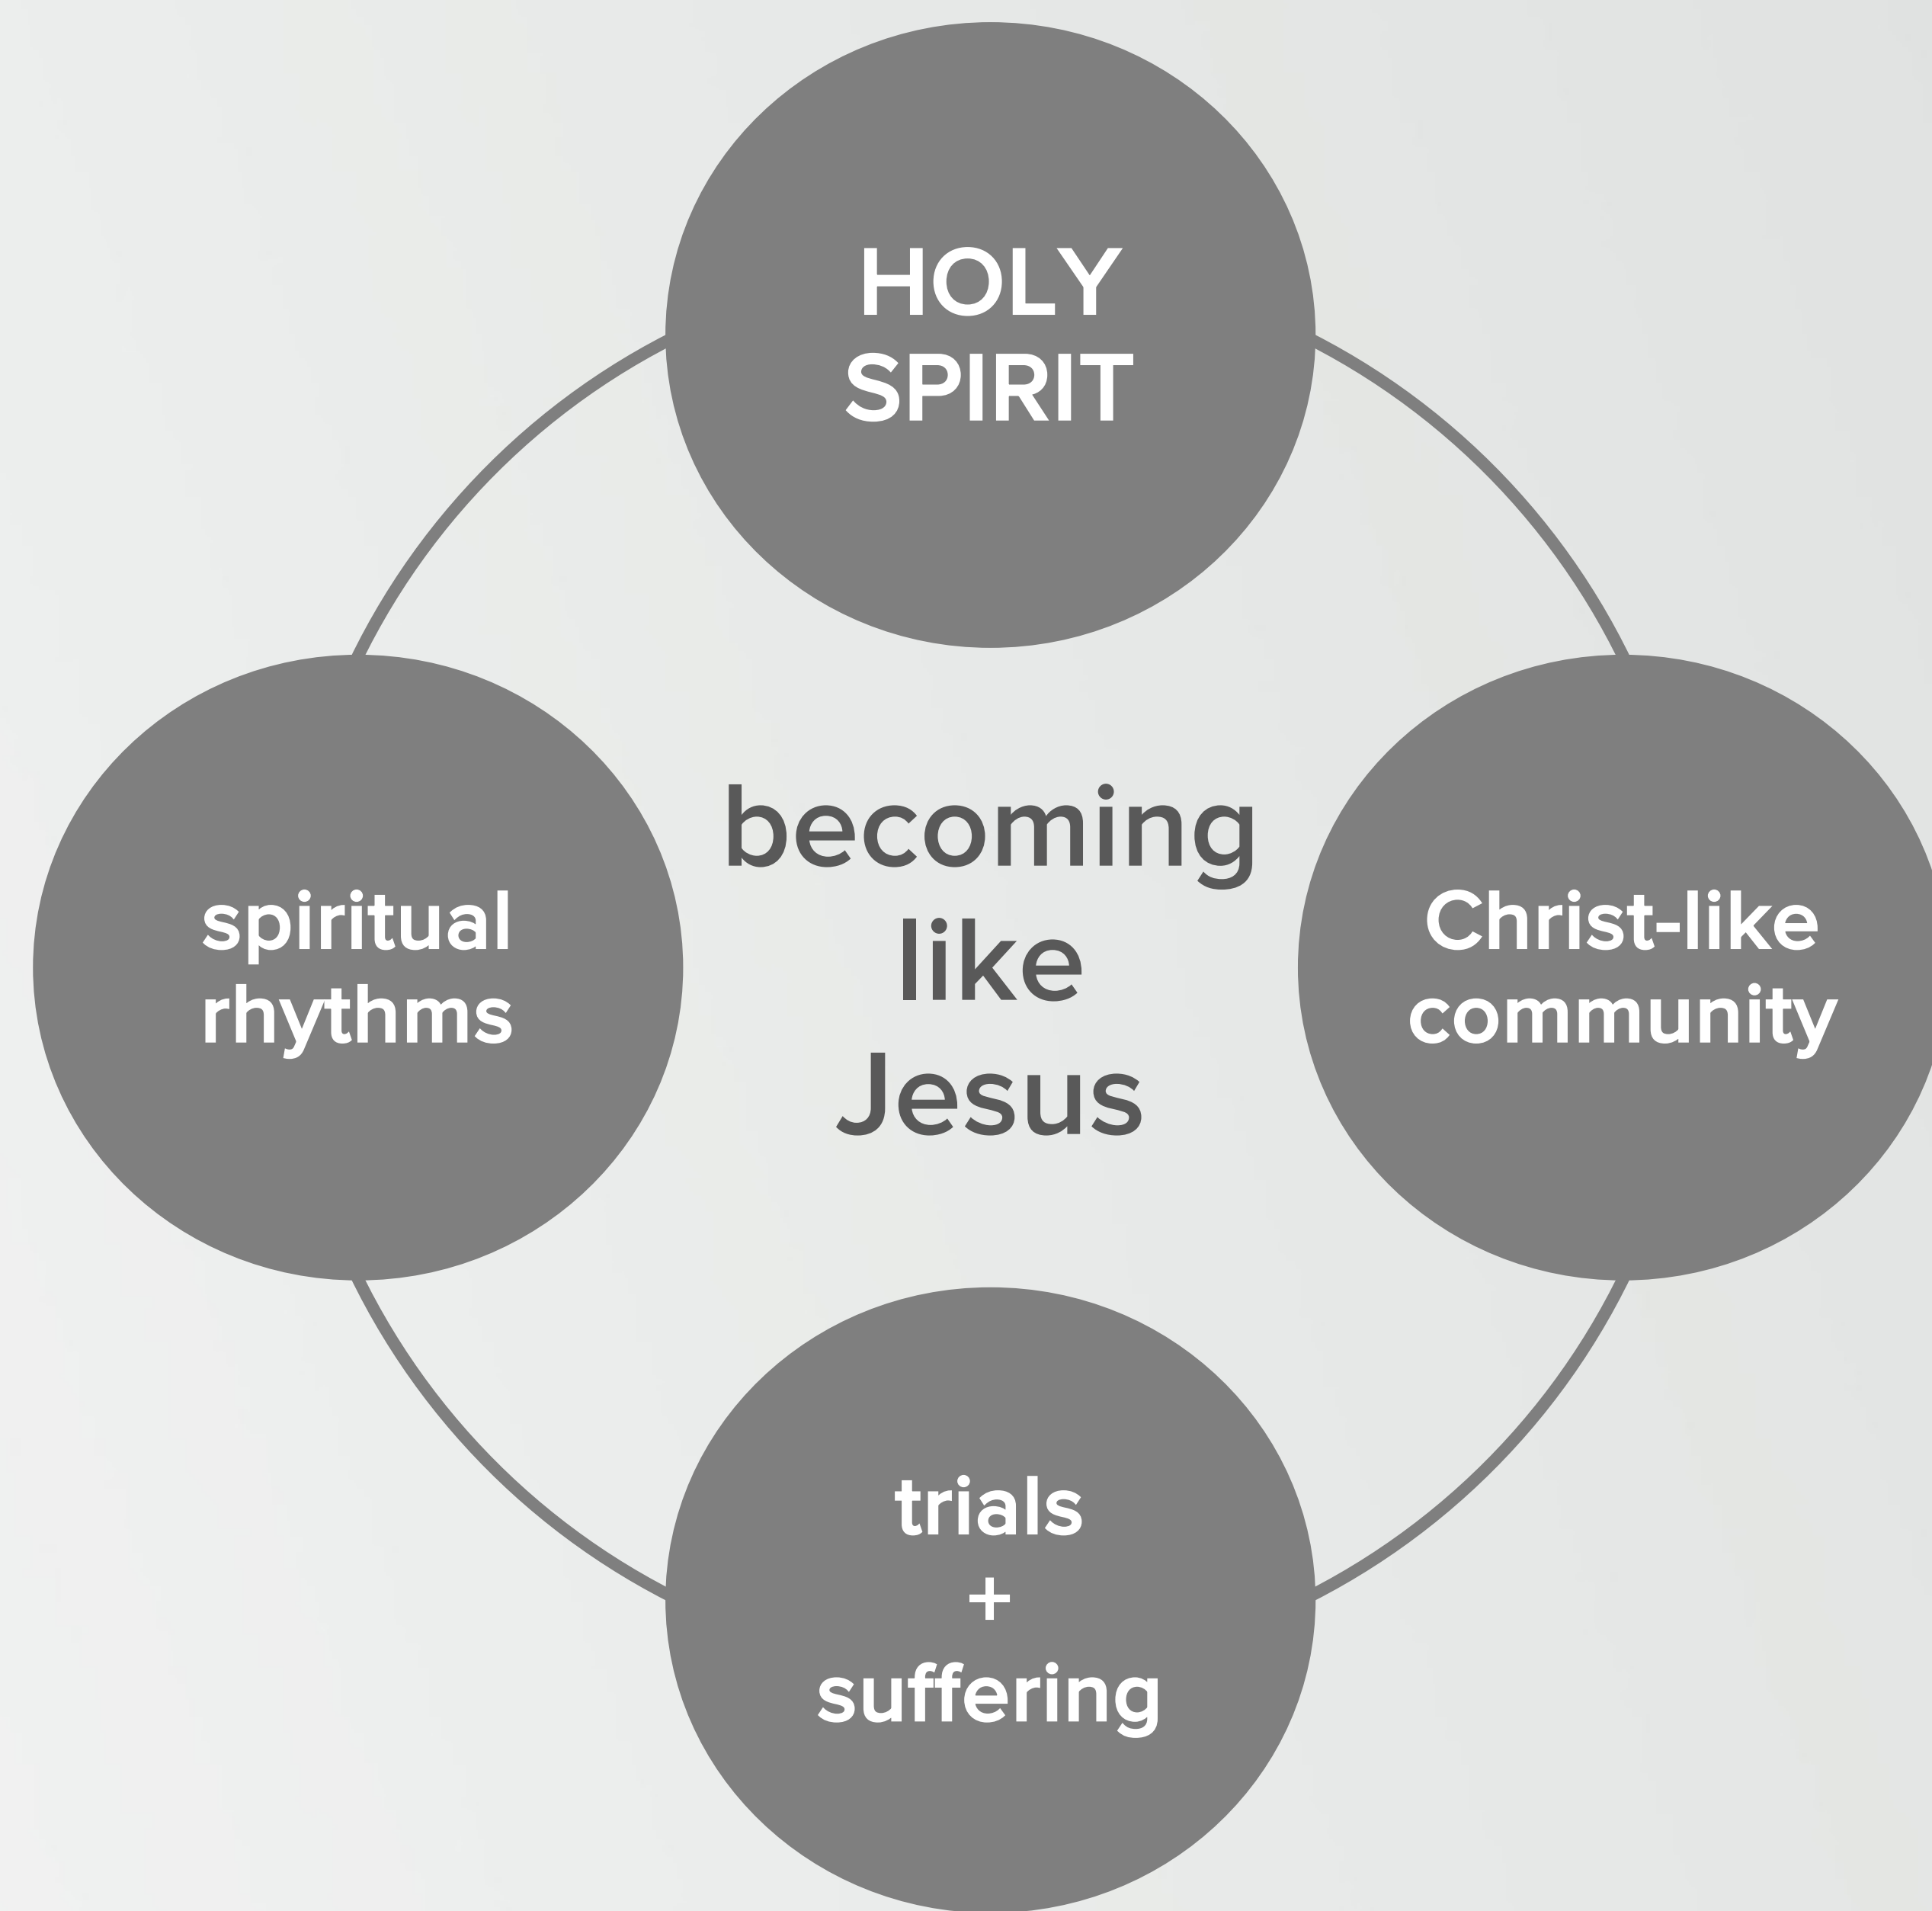 HOLY
SPIRIT
becoming
like
Jesus
spiritual
rhythms
Christ-like
community
trials
+
suffering